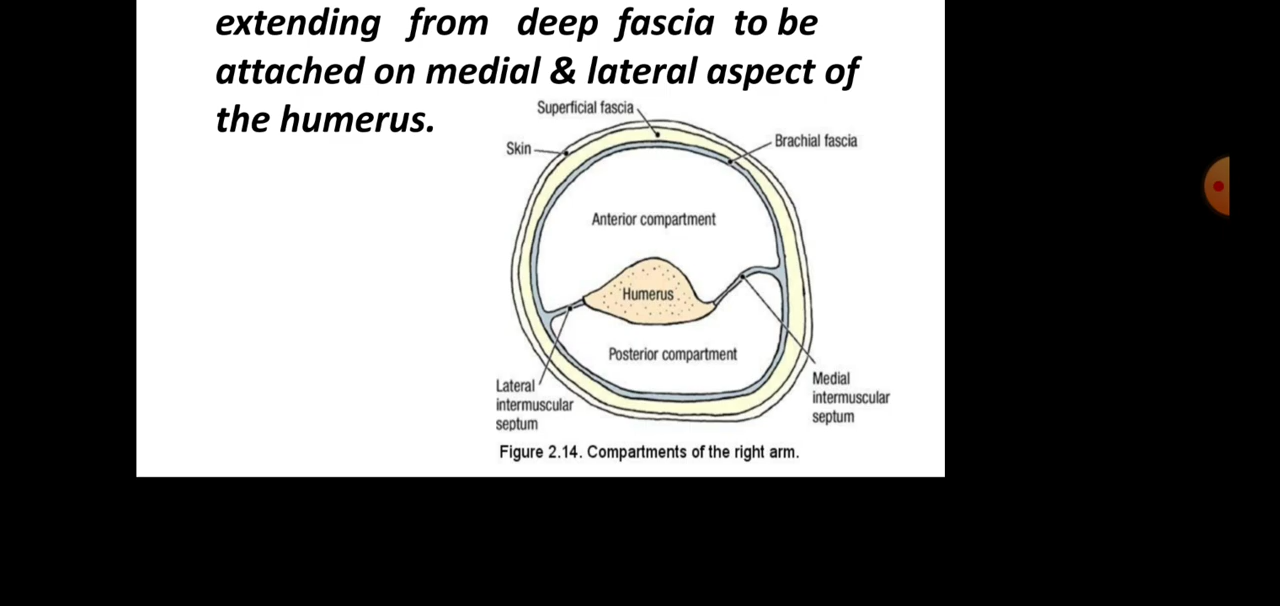 extending from deep fascia to be
attached on medial & lateral aspect of
the humerus.
Superficial fascia
Skin
Brachial fascia
Anterior compartment
Humerus
Posterior compartment
Lateral
intermuscular
septum
Medial
intermuscular
septum
Figure 2.14. Compartments of the right arm.